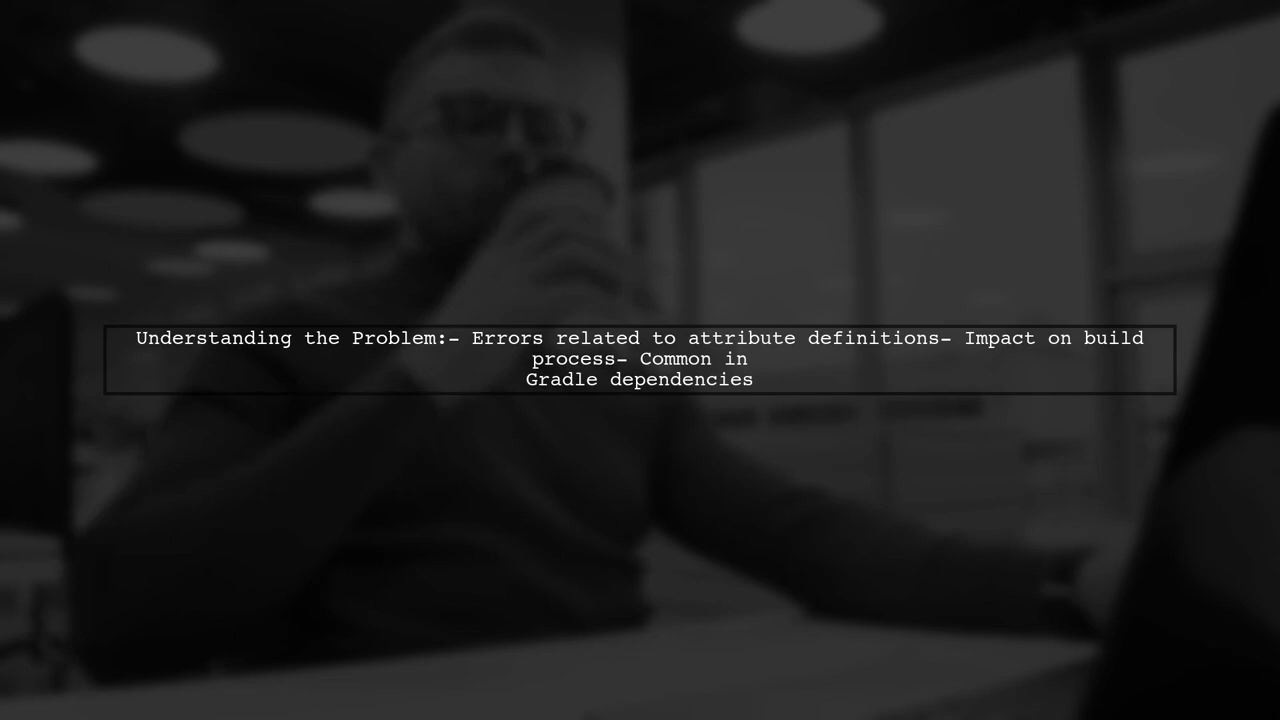 Understanding the Problem:- Errors related to attribute definitions- Impact on build
process- Common in
Gradle dependencies